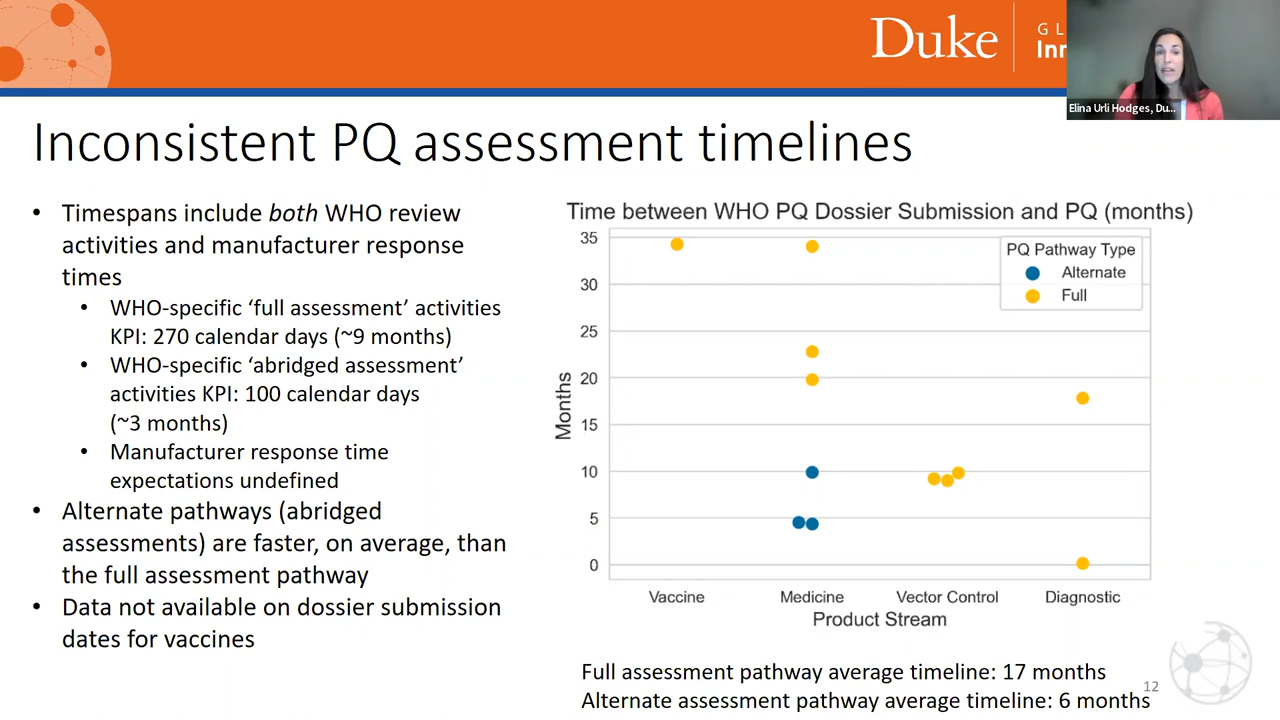 Duke
GL
Inn
Elina Urli Hodges, Du...
Inconsistent PQ assessment timelines
• Timespans include both WHO review
activities and manufacturer response
times
• WHO-specific ‘full assessment’ activities
KPI: 270 calendar days (~9 months)
• WHO-specific ‘abridged assessment’
activities KPI: 100 calendar days
(~3 months)
• Manufacturer response time
expectations undefined
• Alternate pathways (abridged
assessments) are faster, on average, than
the full assessment pathway
• Data not available on dossier submission
dates for vaccines
Time between WHO PQ Dossier Submission and PQ (months)
PQ Pathway Type
Alternate
Full
Months
35
30
25
20
15
10
5
0
Vaccine Medicine Vector Control Diagnostic
Product Stream
Full assessment pathway average timeline: 17 months
Alternate assessment pathway average timeline: 6 months
12